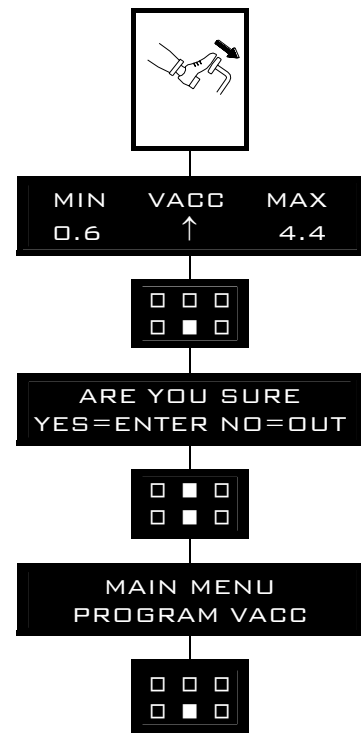 MIN VACC MAX
0.6 ↑ 4.4
ARE YOU SURE
YES=ENTER NO=OUT
MAIN MENU
PROGRAM VACC